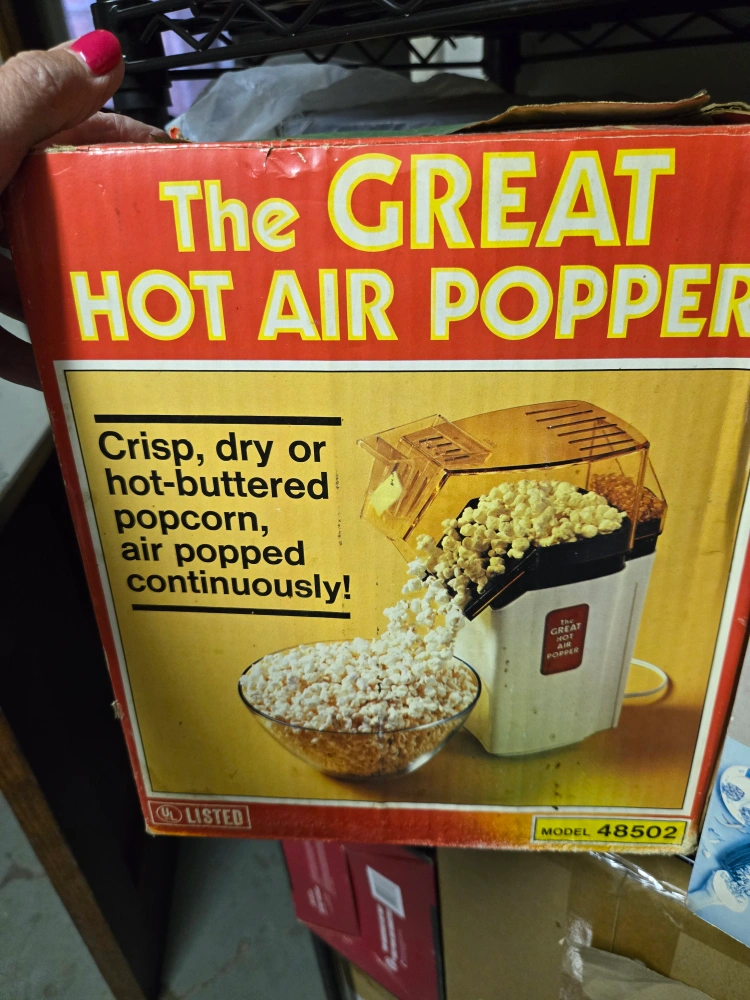 The GREAT
HOT AIR POPPER
Crisp, dry or
hot-buttered
popcorn,
air popped
continuously!
The
GREAT
HOT
AIR
POPPER
UL LISTED
MODEL 48502